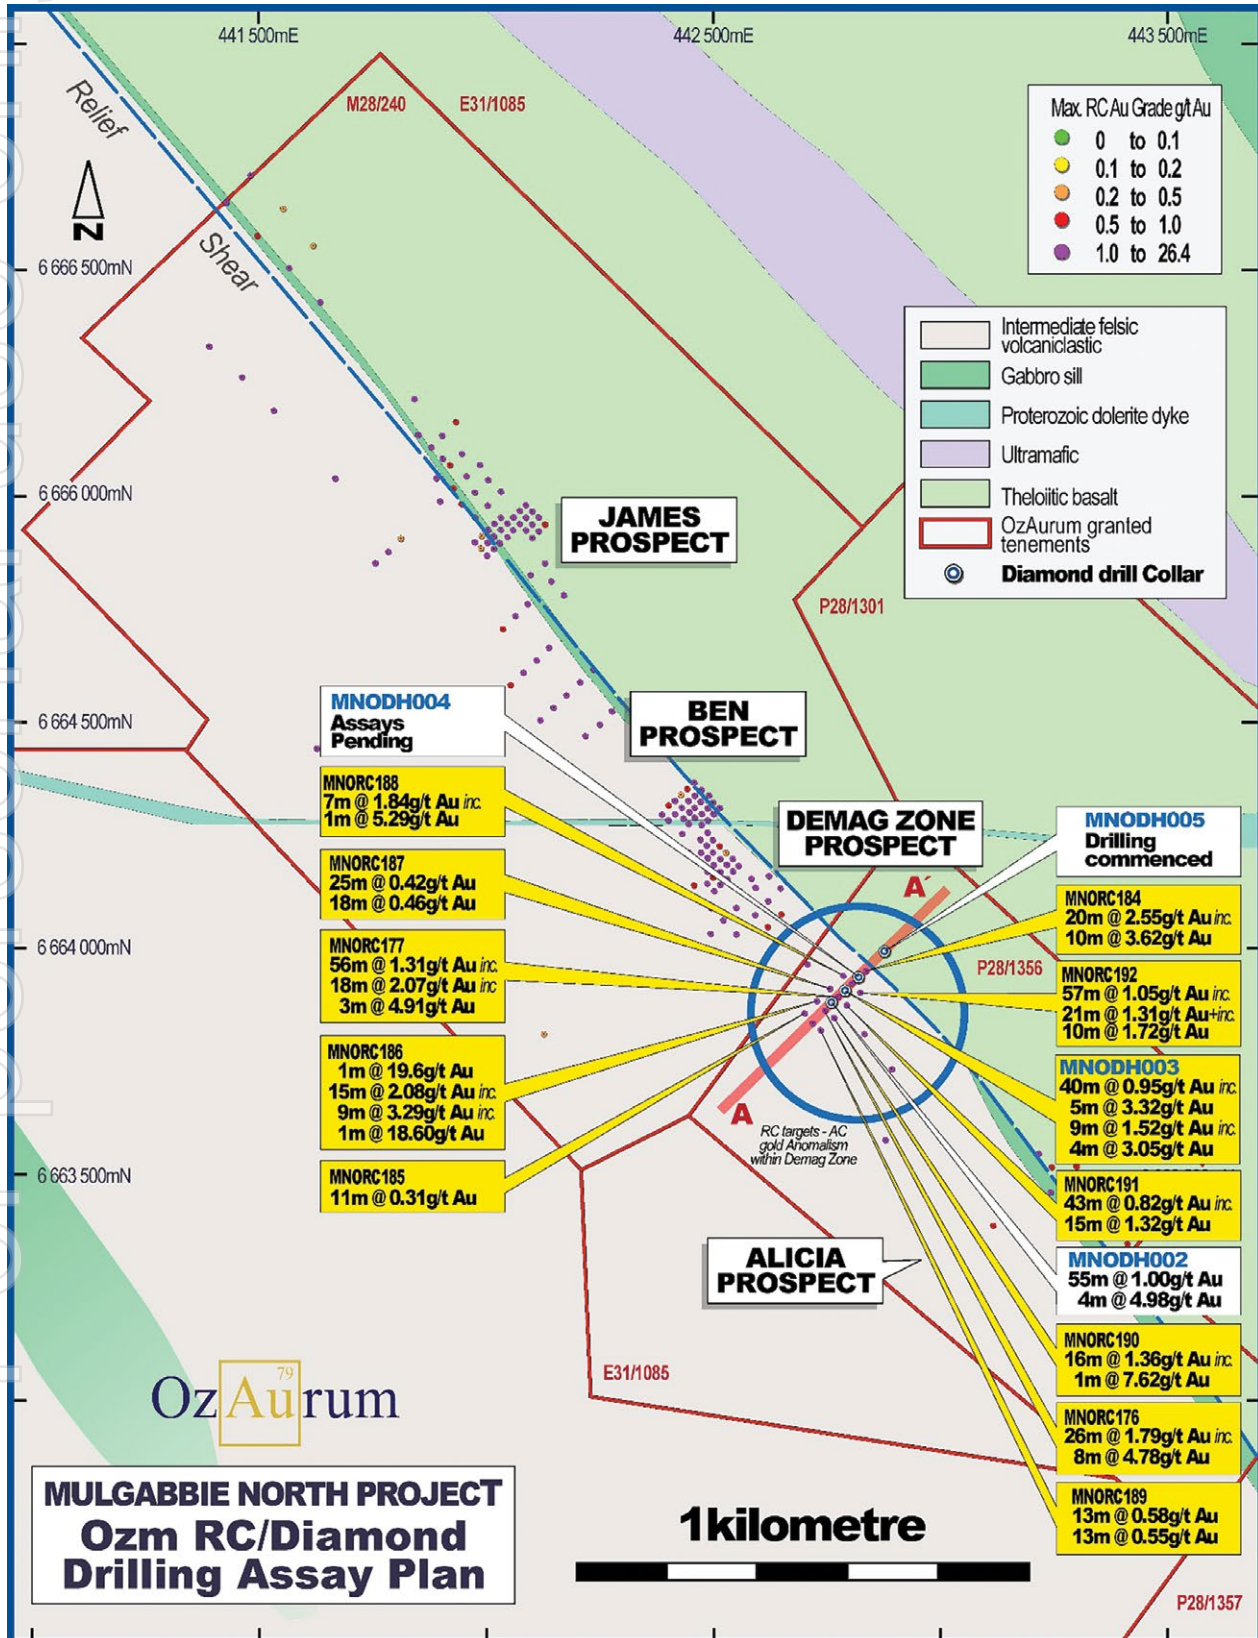 441 500mE
442 500mE
443 500mE
Relief
Shear
N
M28/240
E31/1085
Max. RC Au Grade g/t Au
0 to 0.1
0.1 to 0.2
0.2 to 0.5
0.5 to 1.0
1.0 to 26.4
6 666 500mN
Intermediate felsic
volcaniclastic
Gabbro sill
Proterozoic dolerite dyke
Ultramafic
Theloiitic basalt
OzAurum granted
tenements
Diamond drill Collar
6 666 000mN
JAMES
PROSPECT
P28/1301
6 664 500mN
BEN
PROSPECT
MNODH004
Assays
Pending
MNORC188
7m @ 1.84g/t Au inc.
1m @ 5.29g/t Au
MNORC187
25m @ 0.42g/t Au
18m @ 0.46g/t Au
MNORC177
56m @ 1.31g/t Au inc.
18m @ 2.07g/t Au inc
3m @ 4.91g/t Au
MNORC186
1m @ 19.6g/t Au
15m @ 2.08g/t Au inc.
9m @ 3.29g/t Au inc.
1m @ 18.60g/t Au
MNORC185
11m @ 0.31g/t Au
DEMAG ZONE
PROSPECT
MNODH005
Drilling
commenced
A´
MNORC184
20m @ 2.55g/t Au inc.
10m @ 3.62g/t Au
6 664 000mN
P28/1356
MNORC192
57m @ 1.05g/t Au inc.
21m @ 1.31g/t Au+inc.
10m @ 1.72g/t Au
MNODH003
40m @ 0.95g/t Au inc.
5m @ 3.32g/t Au
9m @ 1.52g/t Au inc.
4m @ 3.05g/t Au
A
RC targets - AC
gold Anomalism
within Demag Zone
6 663 500mN
MNORC191
43m @ 0.82g/t Au inc.
15m @ 1.32g/t Au
ALICIA
PROSPECT
MNODH002
55m @ 1.00g/t Au
4m @ 4.98g/t Au
MNORC190
16m @ 1.36g/t Au inc.
1m @ 7.62g/t Au
E31/1085
MNORC176
26m @ 1.79g/t Au inc.
8m @ 4.78g/t Au
MNORC189
13m @ 0.58g/t Au
13m @ 0.55g/t Au
79
OzAurum
MULGABBIE NORTH PROJECT
Ozm RC/Diamond
Drilling Assay Plan
1kilometre
P28/1357